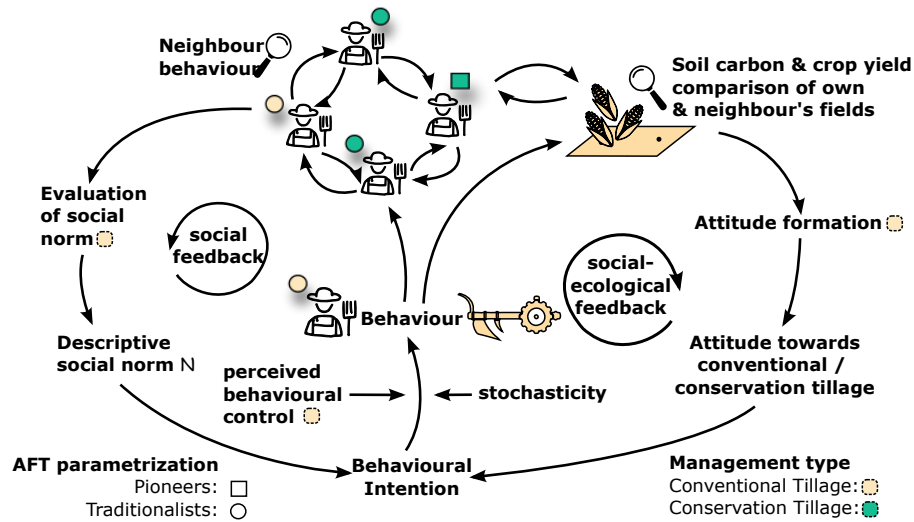 Neighbour
behaviour
Soil carbon & crop yield
comparison of own
& neighbour's fields
Evaluation
of social
norm
social
feedback
Attitude formation
social-
ecological
feedback
Behaviour
Descriptive
social norm N
Attitude towards
conventional /
conservation tillage
perceived
behavioural
control
stochasticity
Behavioural
Intention
AFT parametrization
Pioneers:
Traditionalists:
Management type
Conventional Tillage:
Conservation Tillage: